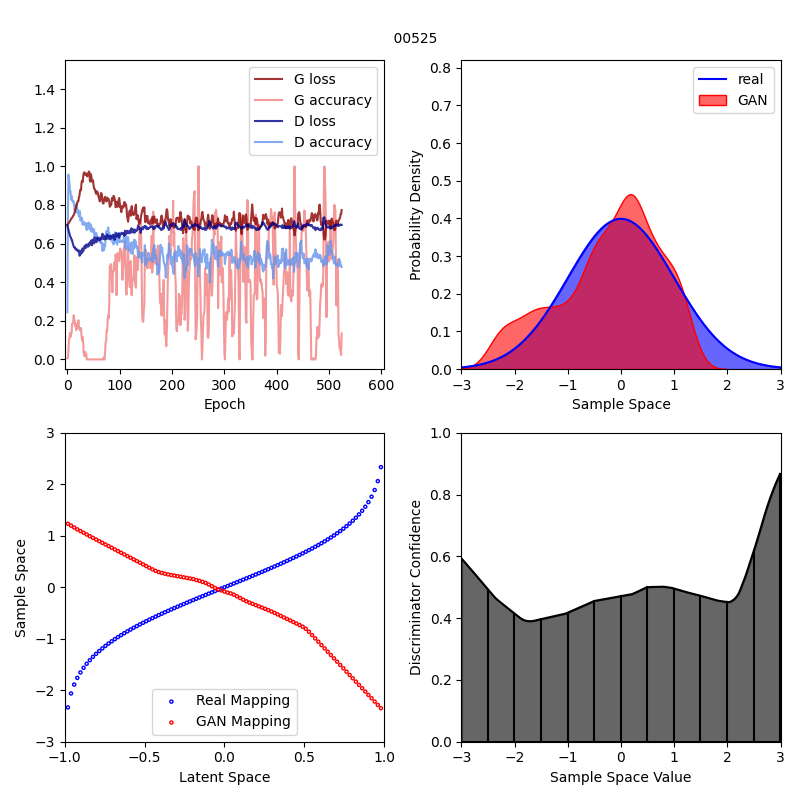 00525
G loss
G accuracy
D loss
D accuracy
1.4
1.2
1.0
0.8
0.6
0.4
0.2
0.0
0 100 200 300 400 500 600
Epoch
real
GAN
0.8
0.7
0.6
0.5
0.4
0.3
0.2
0.1
0.0
Probability Density
−3 −2 −1 0 1 2 3
Sample Space
3
2
1
0
−1
−2
−3
Sample Space
Real Mapping
GAN Mapping
−1.0 −0.5 0.0 0.5 1.0
Latent Space
1.0
0.8
0.6
0.4
0.2
0.0
Discriminator Confidence
−3 −2 −1 0 1 2 3
Sample Space Value